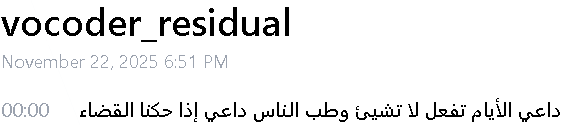 vocoder_residual
November 22, 2025 6:51 PM
00:00 داعي الأيام تفعل لا تشيئ وطب الناس داعي إذا حكنا القضاء